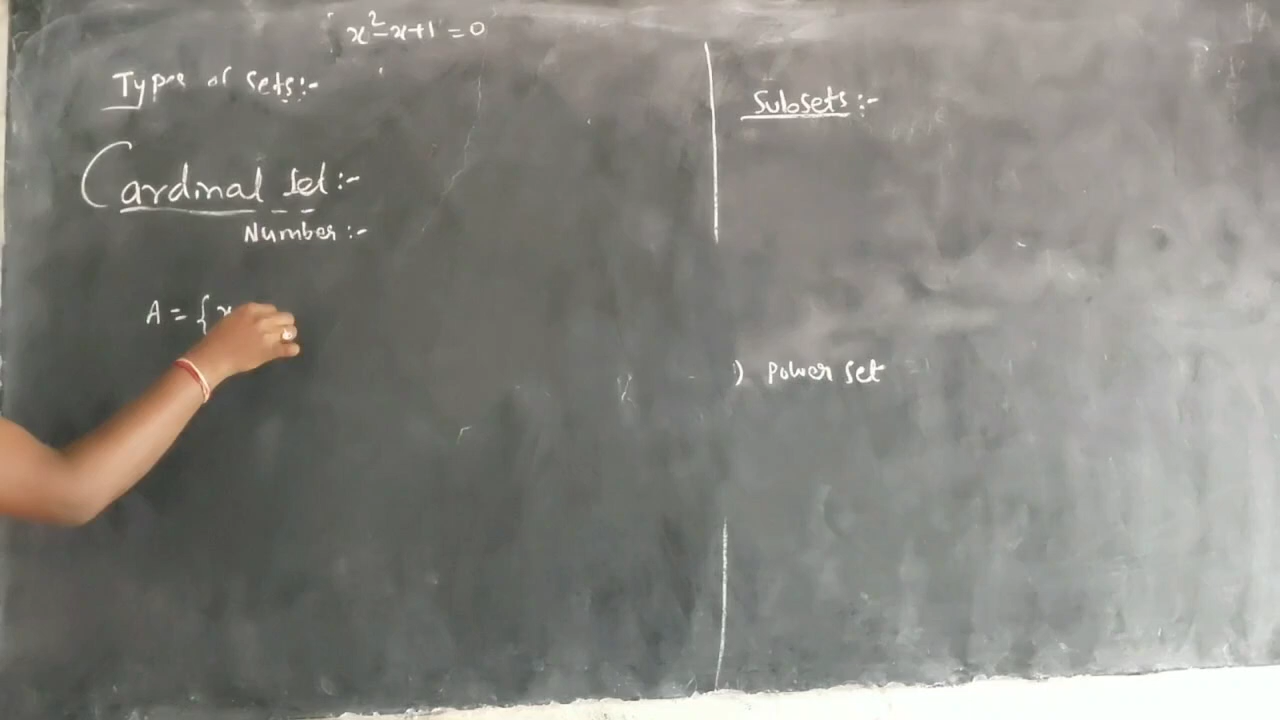 x²-x+1=0
Types of Sets:-
Cardinal Set:-
Number:-
A = { x
Subsets:-
) Power Set